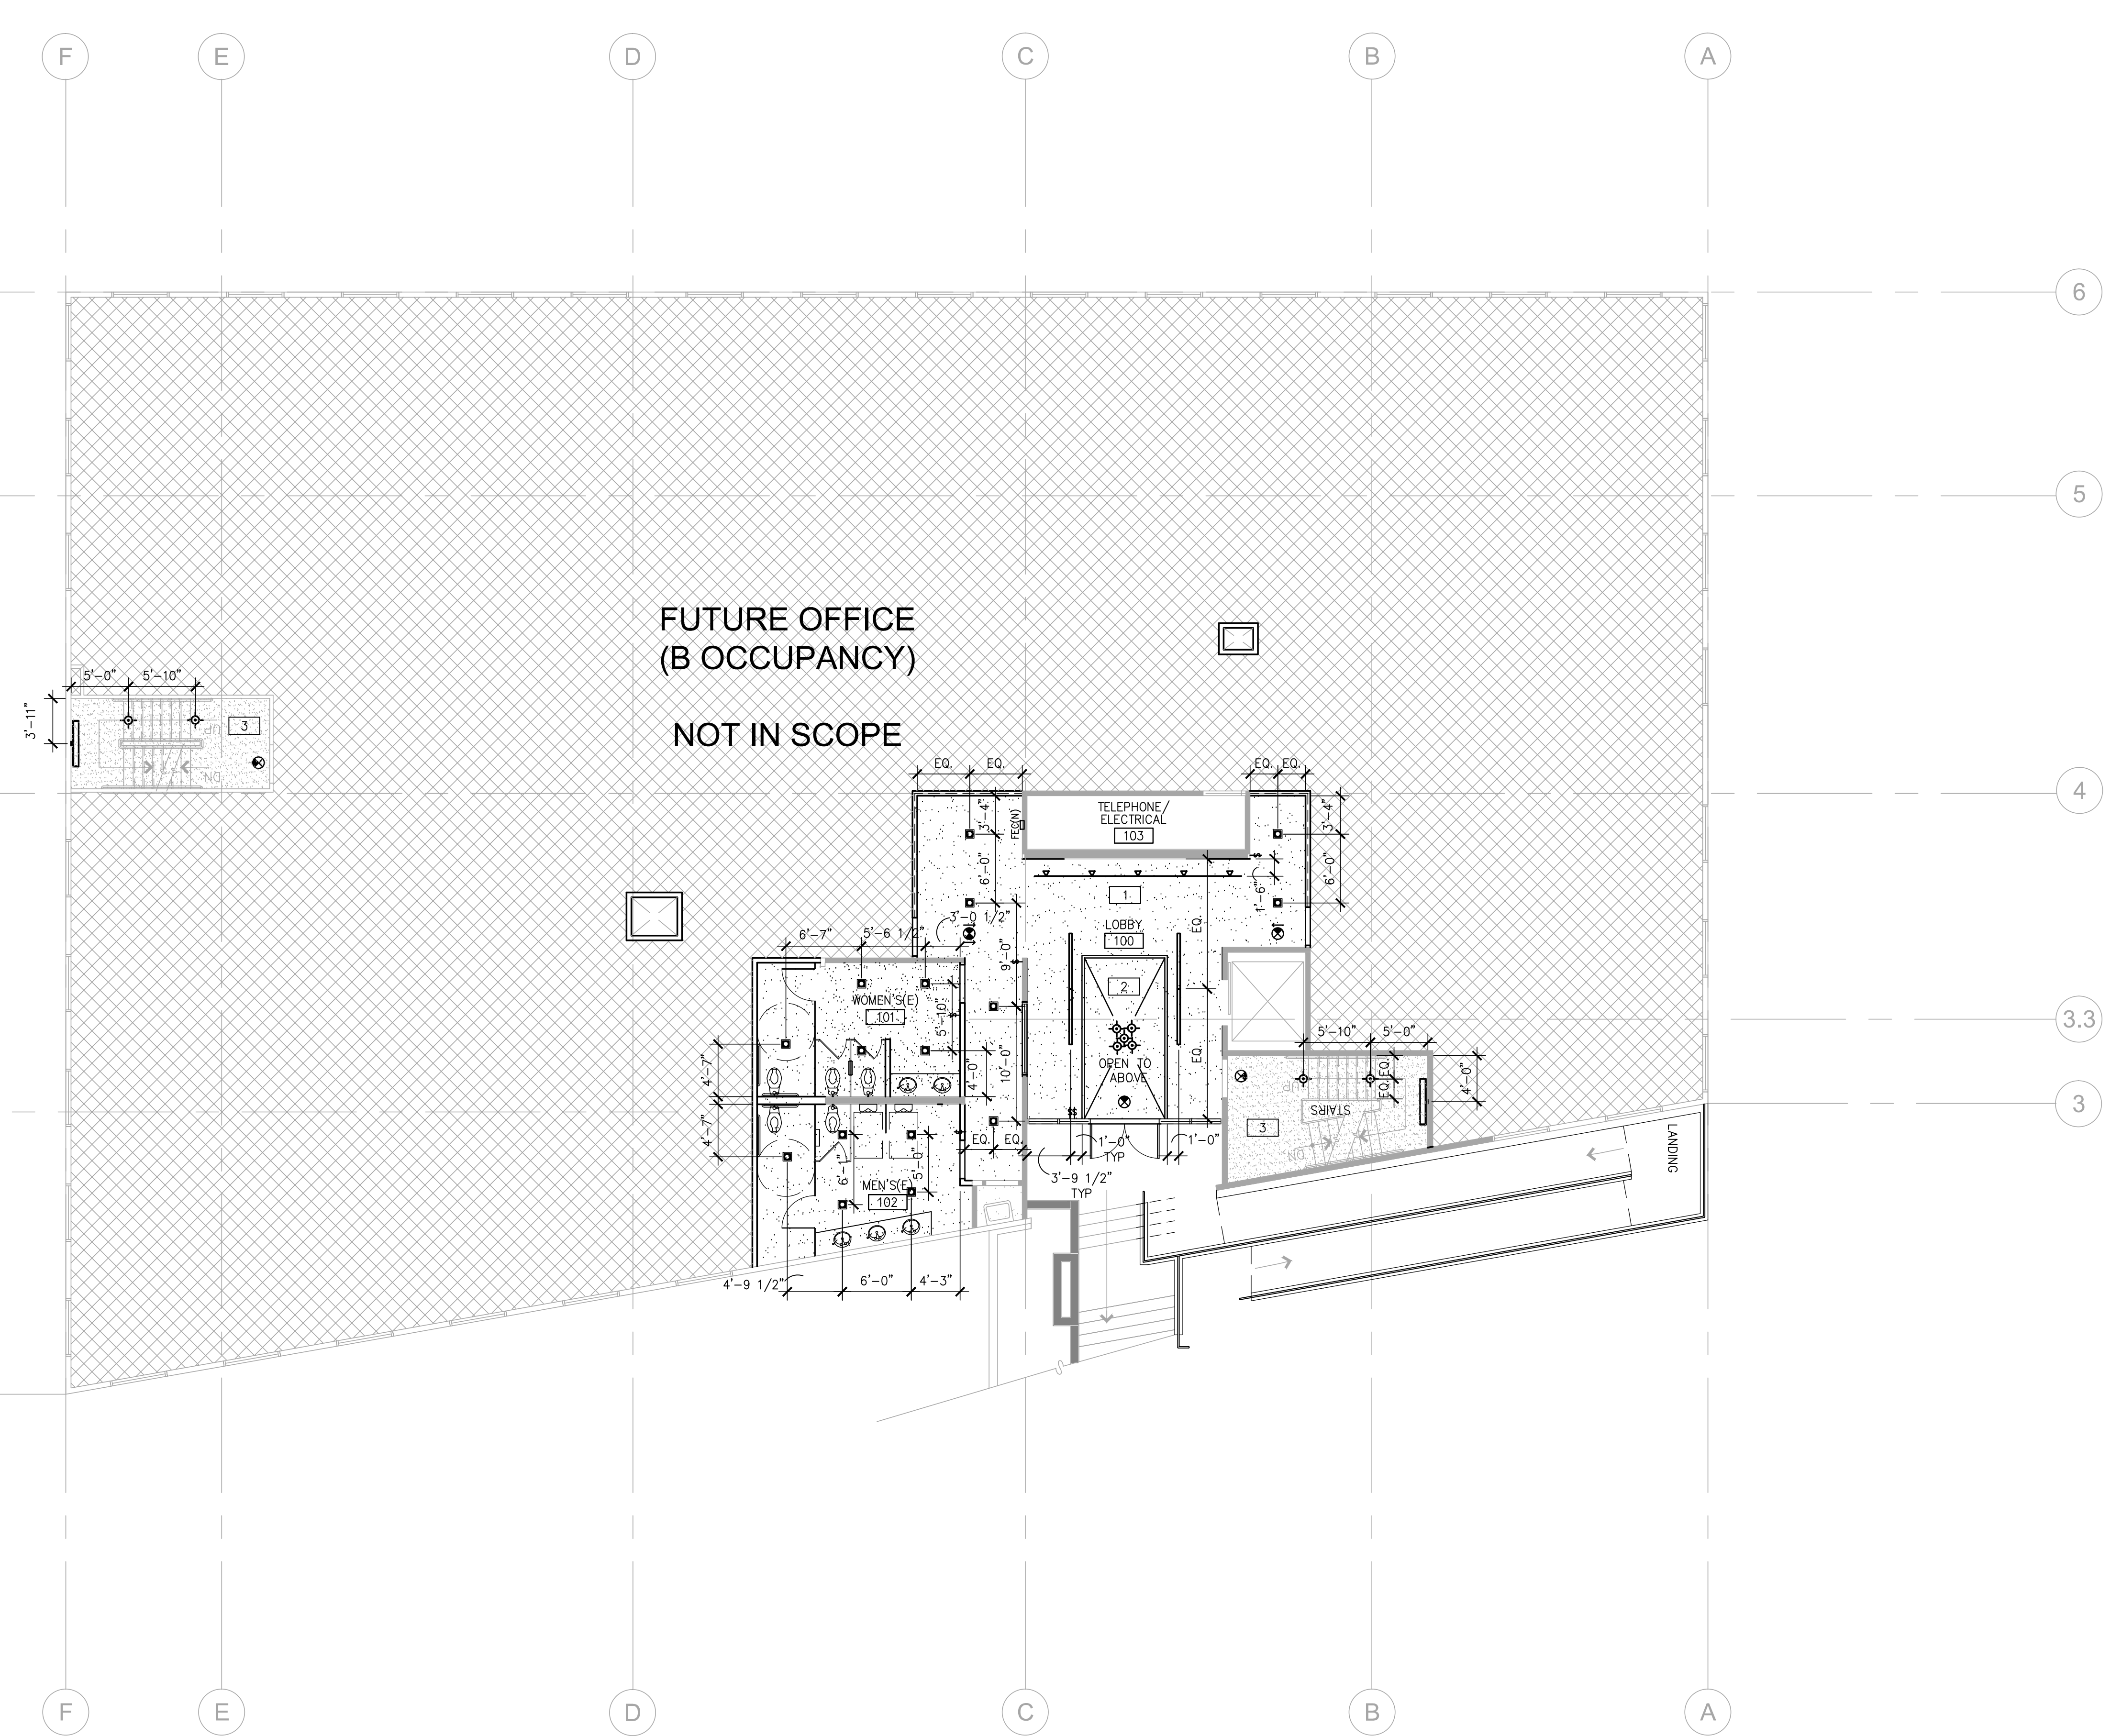 F E D C B A
6
5
FUTURE OFFICE
(B OCCUPANCY)
NOT IN SCOPE
5'-0" 5'-10"
3'-11"
3
UP
DN
4
EQ. EQ.
EQ. EQ.
TELEPHONE/
ELECTRICAL
103
FEC(N)
3'-4"
3'-4"
6'-0"
6'-0"
1'-6"
1
3'-0 1/2"
LOBBY
100
EQ.
6'-7" 5'-6 1/2"
9'-0"
2
WOMEN'S(E)
101
5'-10"
3.3
5'-10" 5'-0"
4'-7"
4'-0"
10'-0"
EQ.
OPEN TO
ABOVE
EQ.
EQ.
4'-0"
UP
STAIRS
3
3
4'-7"
EQ. EQ.
1'-0"
TYP
1'-0"
LANDING
DN
6'-1"
5'-0"
3'-9 1/2"
TYP
MEN'S(E)
102
4'-9 1/2" 6'-0" 4'-3"
F E D C B A